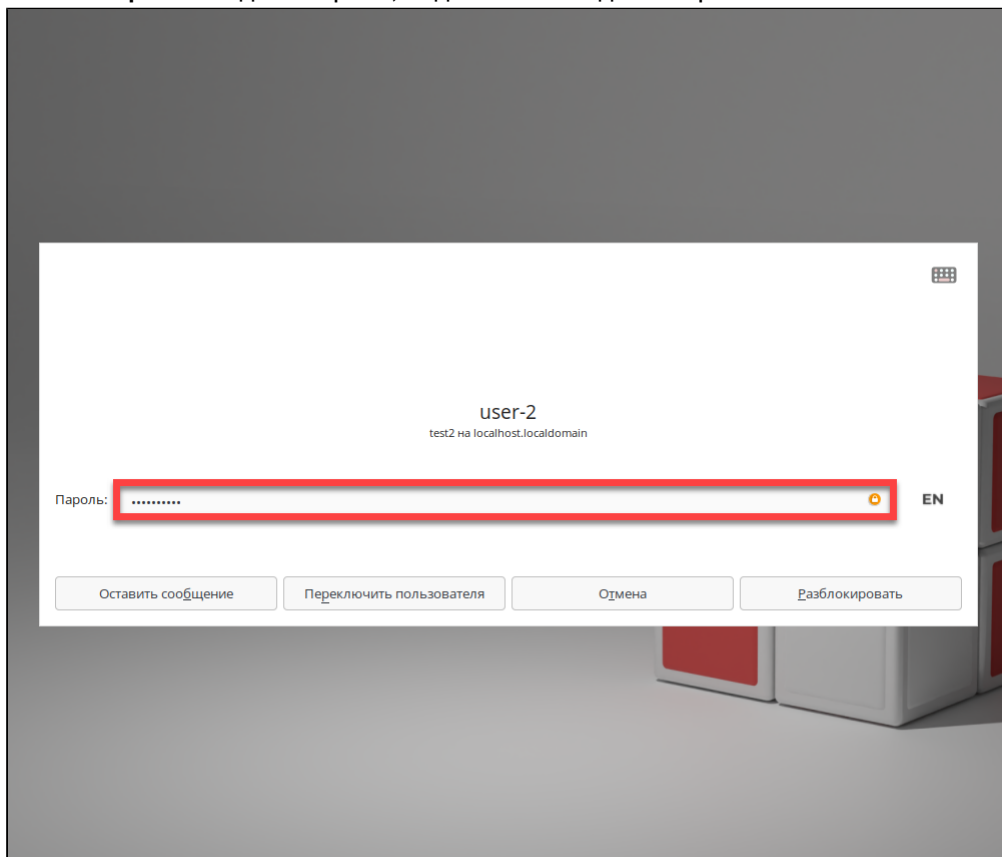 user-2
test2 на localhost.localdomain
Пароль: •••••••••• EN
Оставить сообщение Переключить пользователя Отмена Разблокировать